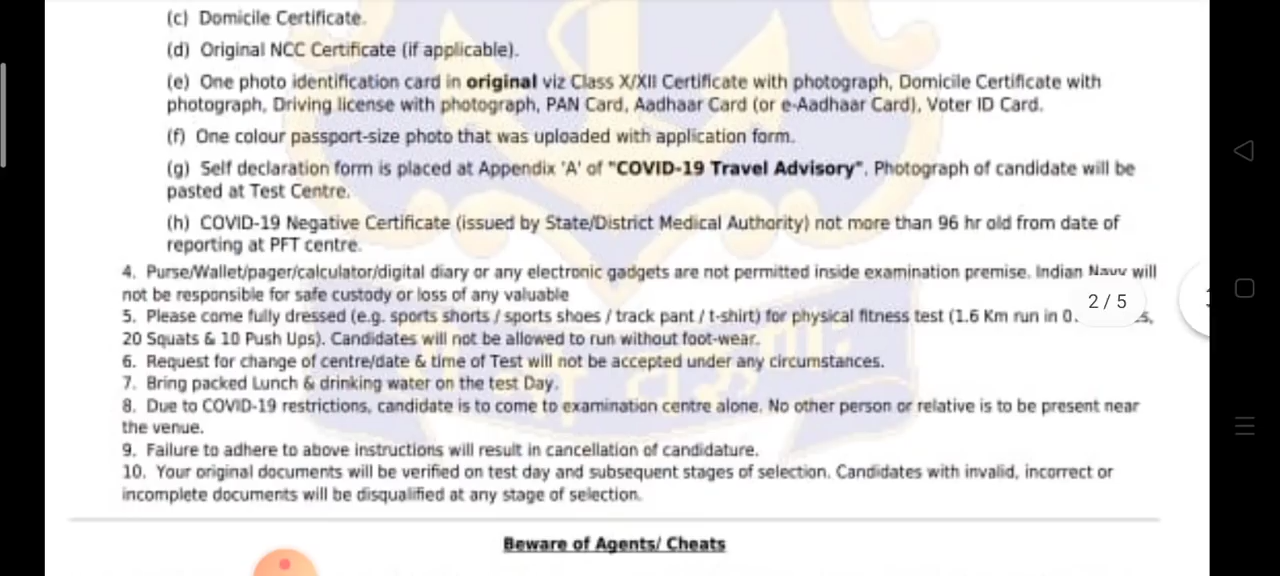 (c) Domicile Certificate.
(d) Original NCC Certificate (if applicable).
(e) One photo identification card in original viz Class X/XII Certificate with photograph, Domicile Certificate with
photograph, Driving license with photograph, PAN Card, Aadhaar Card (or e-Aadhaar Card), Voter ID Card.
(f) One colour passport-size photo that was uploaded with application form.
(g) Self declaration form is placed at Appendix 'A' of "COVID-19 Travel Advisory". Photograph of candidate will be
pasted at Test Centre.
(h) COVID-19 Negative Certificate (issued by State/District Medical Authority) not more than 96 hr old from date of
reporting at PFT centre.
4. Purse/Wallet/pager/calculator/digital diary or any electronic gadgets are not permitted inside examination premise. Indian Navy will
not be responsible for safe custody or loss of any valuable
2 / 5
5. Please come fully dressed (e.g. sports shorts / sports shoes / track pant / t-shirt) for physical fitness test (1.6 Km run in
20 Squats & 10 Push Ups). Candidates will not be allowed to run without foot-wear.
6. Request for change of centre/date & time of Test will not be accepted under any circumstances.
7. Bring packed Lunch & drinking water on the test Day.
8. Due to COVID-19 restrictions, candidate is to come to examination centre alone. No other person or relative is to be present near
the venue.
9. Failure to adhere to above instructions will result in cancellation of candidature.
10. Your original documents will be verified on test day and subsequent stages of selection. Candidates with invalid, incorrect or
incomplete documents will be disqualified at any stage of selection.
Beware of Agents/ Cheats